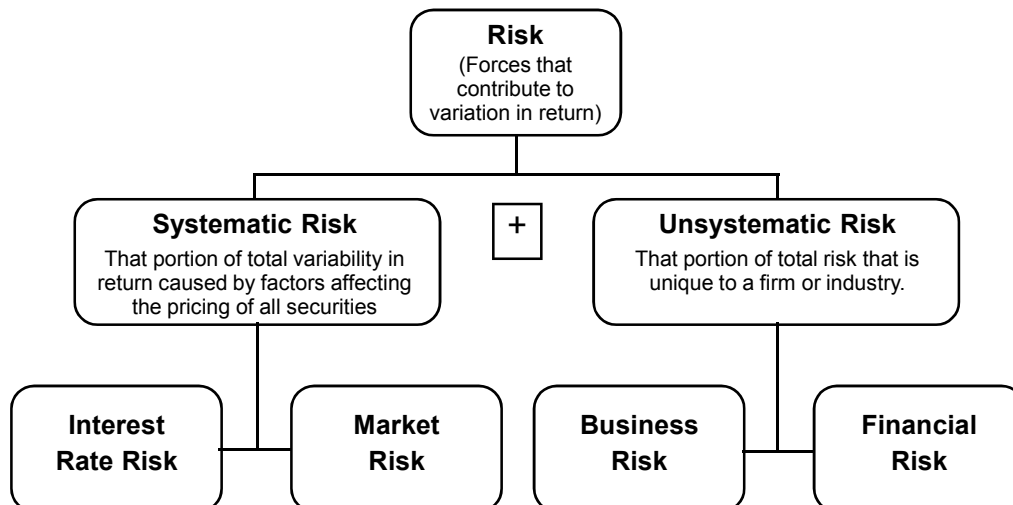 Risk
(Forces that
contribute to
variation in return)
Systematic Risk
That portion of total variability in
return caused by factors affecting
the pricing of all securities
+
Unsystematic Risk
That portion of total risk that is
unique to a firm or industry.
Interest
Rate Risk
Market
Risk
Business
Risk
Financial
Risk